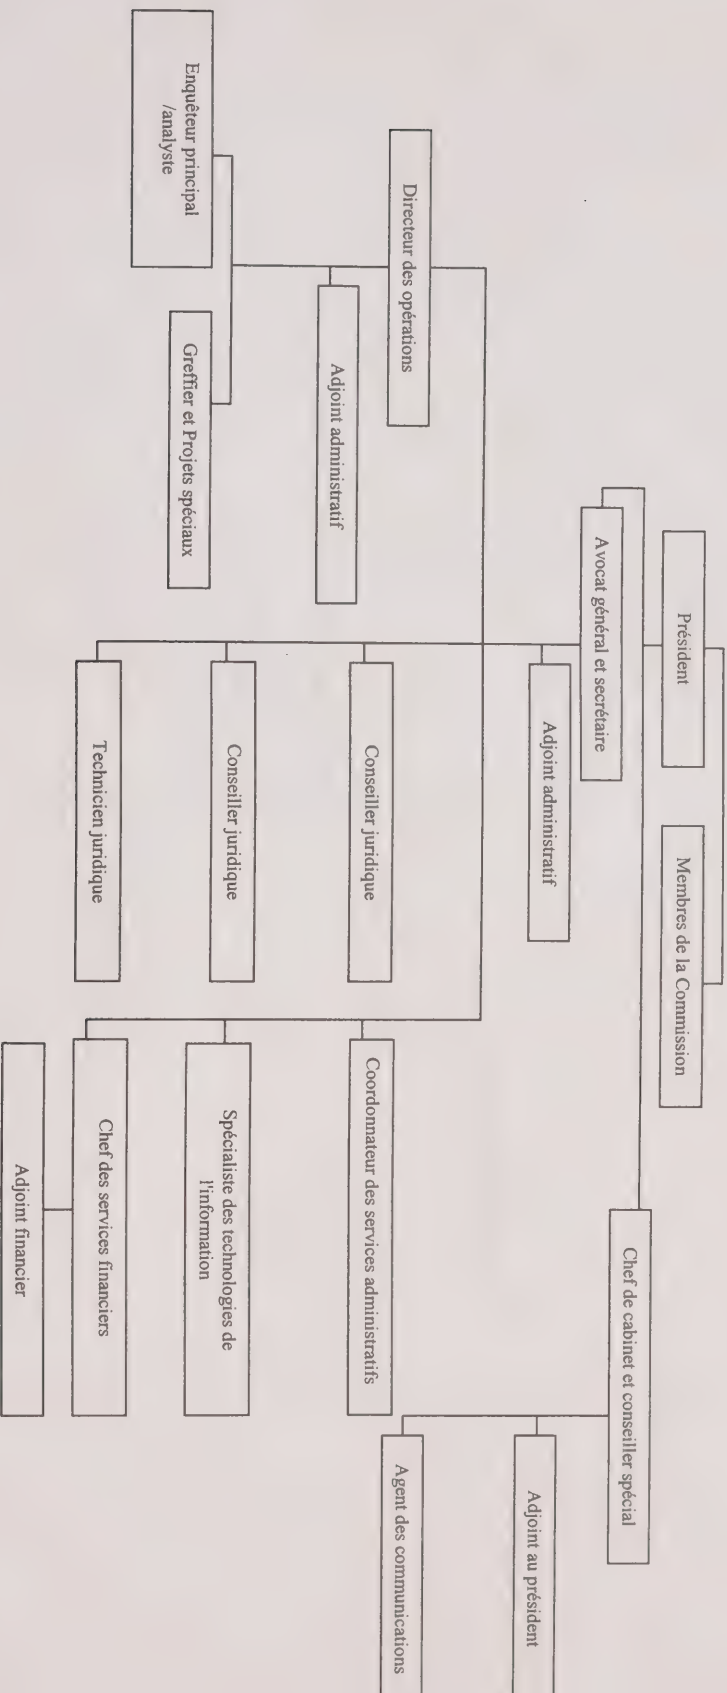 Président
Membres de la Commission
Avocat général et secrétaire
Chef de cabinet et conseiller spécial
Adjoint administratif
Adjoint au président
Agent des communications
Directeur des opérations
Adjoint administratif
Enquêteur principal
/analyste
Greffier et Projets spéciaux
Conseiller juridique
Conseiller juridique
Technicien juridique
Coordonnateur des services administratifs
Spécialiste des technologies de
l'information
Chef des services financiers
Adjoint financier